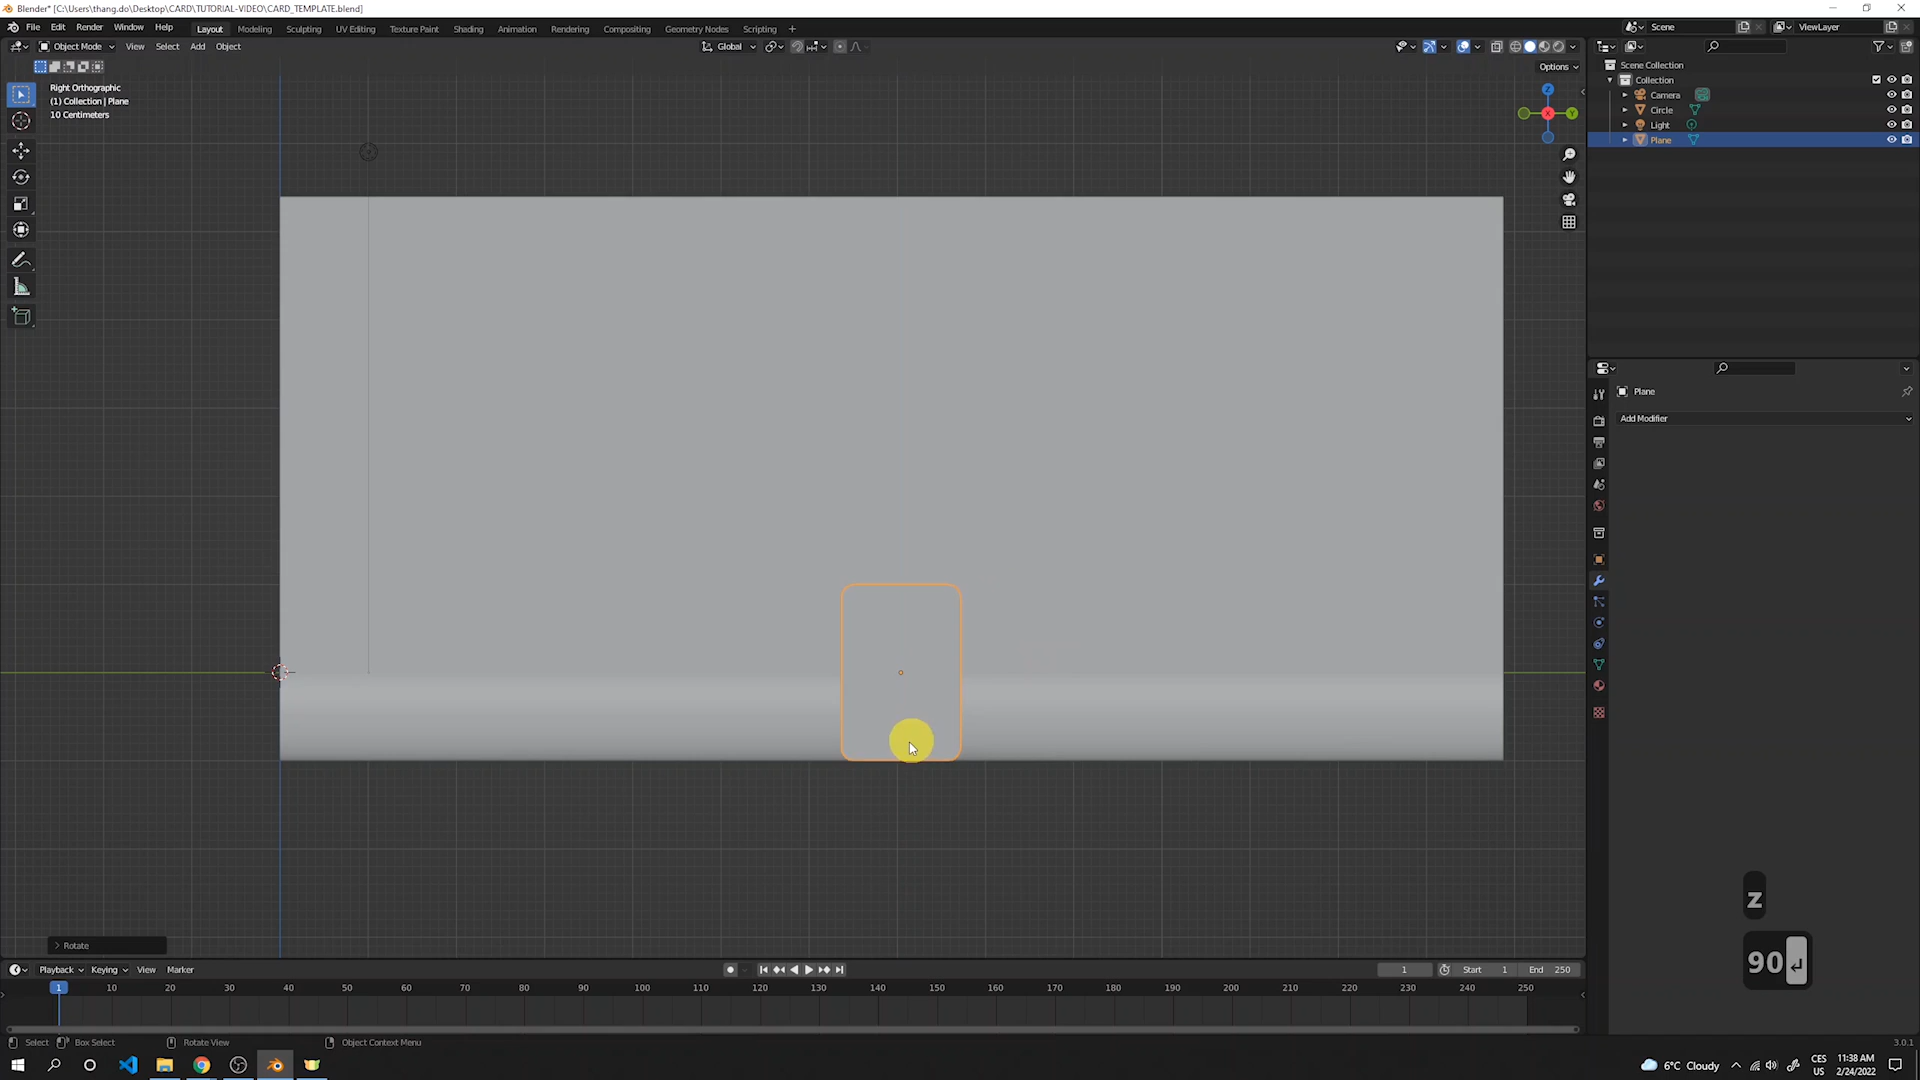 Blender* [C:\Users\thang.do\Desktop\CARD\TUTORIAL-VIDEO\CARD_TEMPLATE.blend]
File Edit Render Window Help Layout Modeling Sculpting UV Editing Texture Paint Shading Animation Rendering Compositing Geometry Nodes Scripting + Scene ViewLayer
Object Mode View Select Add Object Global
Options
Right Orthographic
(1) Collection | Plane
10 Centimeters
Z
Y
X
Scene Collection
Collection
Camera
Circle
Light
Plane
Plane
Add Modifier
z
90
Rotate
Playback Keying View Marker 1 Start 1 End 250
1 10 20 30 40 50 60 70 80 90 100 110 120 130 140 150 160 170 180 190 200 210 220 230 240 250
Select Box Select Rotate View Object Context Menu 3.0.1
6°C Cloudy CES US 11:38 AM 2/24/2022